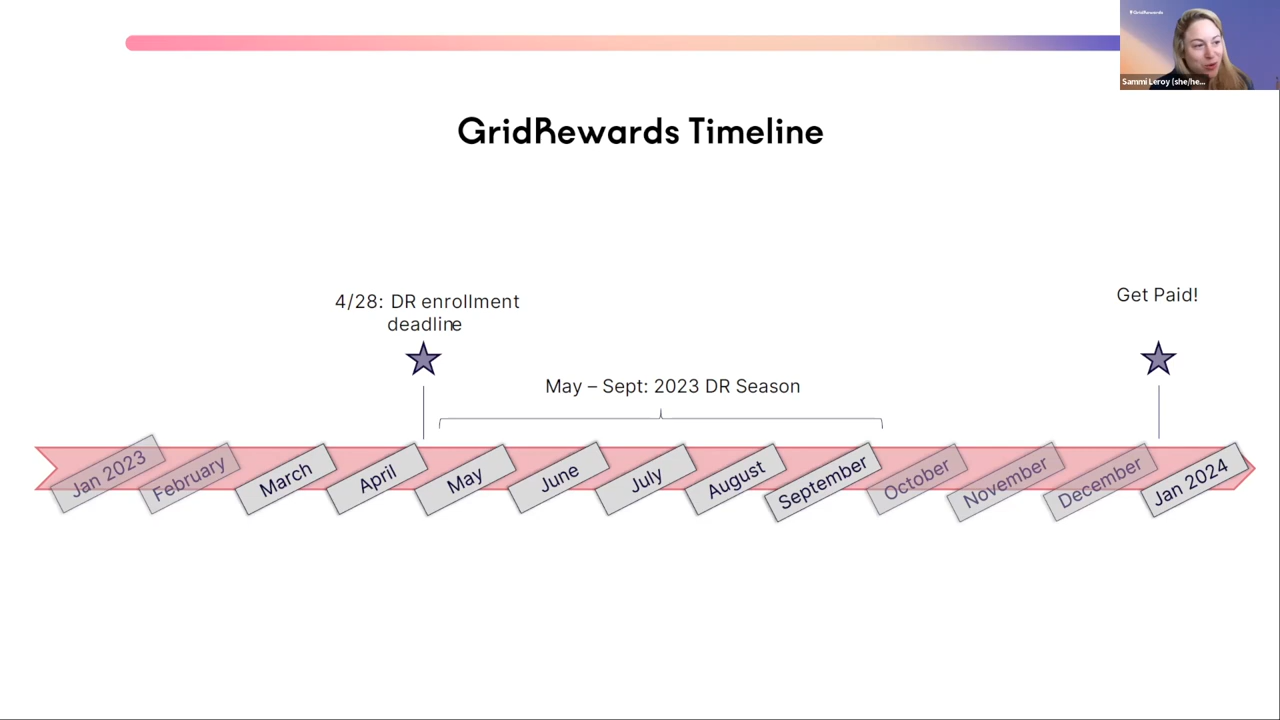 GridRewards
Sammi Leroy (she/he...
GridRewards Timeline
4/28: DR enrollment
deadline
Get Paid!
May – Sept: 2023 DR Season
Jan 2023
February
March
April
May
June
July
August
September
October
November
December
Jan 2024